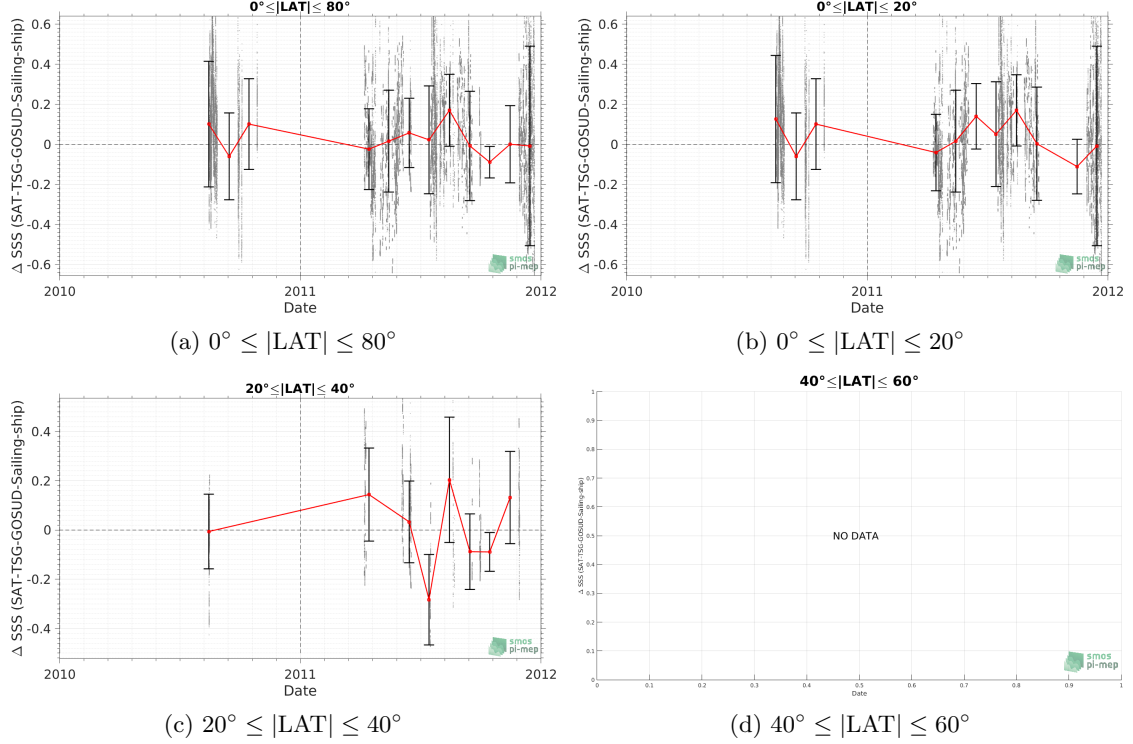 0°≤|LAT|≤ 80°
Δ SSS (SAT-TSG-GOSUD-Sailing-ship)
0.6
0.4
0.2
0
-0.2
-0.4
-0.6
2010
2011
2012
Date
smos
pi-mep
(a) 0° ≤ |LAT| ≤ 80°
0°≤|LAT|≤ 20°
Δ SSS (SAT-TSG-GOSUD-Sailing-ship)
0.6
0.4
0.2
0
-0.2
-0.4
-0.6
2010
2011
2012
Date
smos
pi-mep
(b) 0° ≤ |LAT| ≤ 20°
20°≤|LAT|≤ 40°
Δ SSS (SAT-TSG-GOSUD-Sailing-ship)
0.4
0.2
0
-0.2
-0.4
2010
2011
2012
Date
smos
pi-mep
(c) 20° ≤ |LAT| ≤ 40°
40°≤|LAT|≤ 60°
Δ SSS (SAT-TSG-GOSUD-Sailing-ship)
1
0.9
0.8
0.7
0.6
0.5
0.4
0.3
0.2
0.1
0
NO DATA
0 0.1 0.2 0.3 0.4 0.5 0.6 0.7 0.8 0.9 1
Date
smos
pi-mep
(d) 40° ≤ |LAT| ≤ 60°